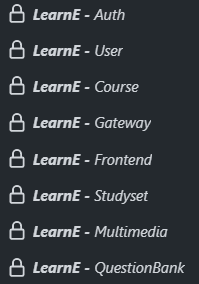 LearnE - Auth
LearnE - User
LearnE - Course
LearnE - Gateway
LearnE - Frontend
LearnE - Studyset
LearnE - Multimedia
LearnE - QuestionBank